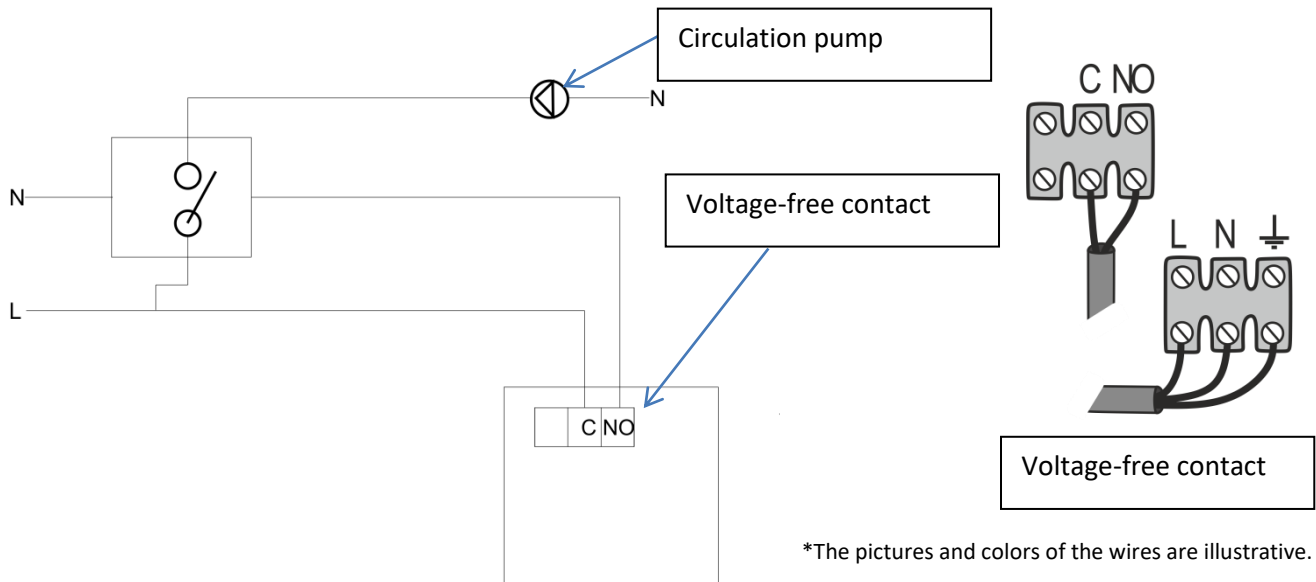 Circulation pump
C NO
N
Voltage-free contact
N
L N
L
C NO
Voltage-free contact
*The pictures and colors of the wires are illustrative.